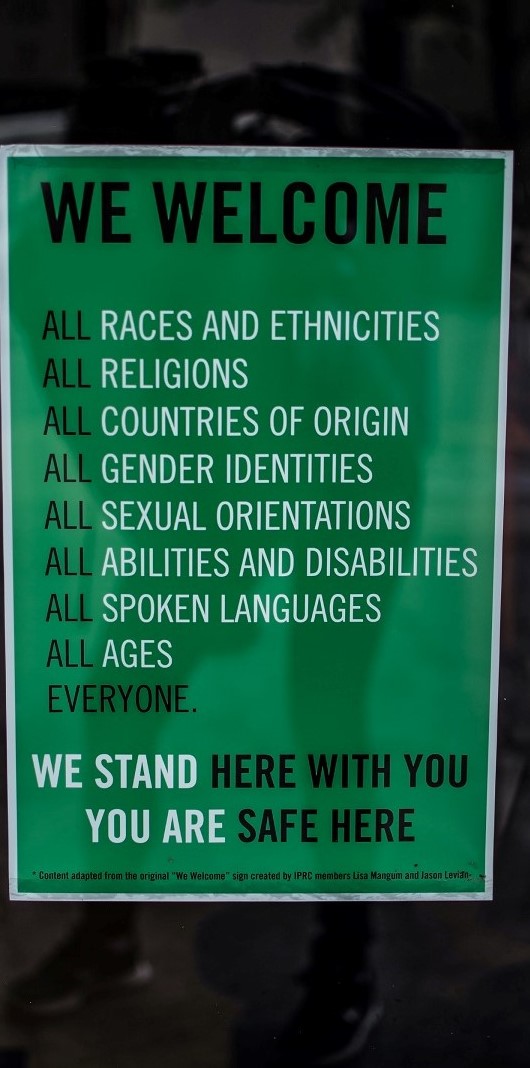 WE WELCOME
ALL RACES AND ETHNICITIES
ALL RELIGIONS
ALL COUNTRIES OF ORIGIN
ALL GENDER IDENTITIES
ALL SEXUAL ORIENTATIONS
ALL ABILITIES AND DISABILITIES
ALL SPOKEN LANGUAGES
ALL AGES
EVERYONE.
WE STAND HERE WITH YOU
YOU ARE SAFE HERE
* Content adapted from the original "We Welcome" sign created by IPRC members Lisa Manguin and Jason